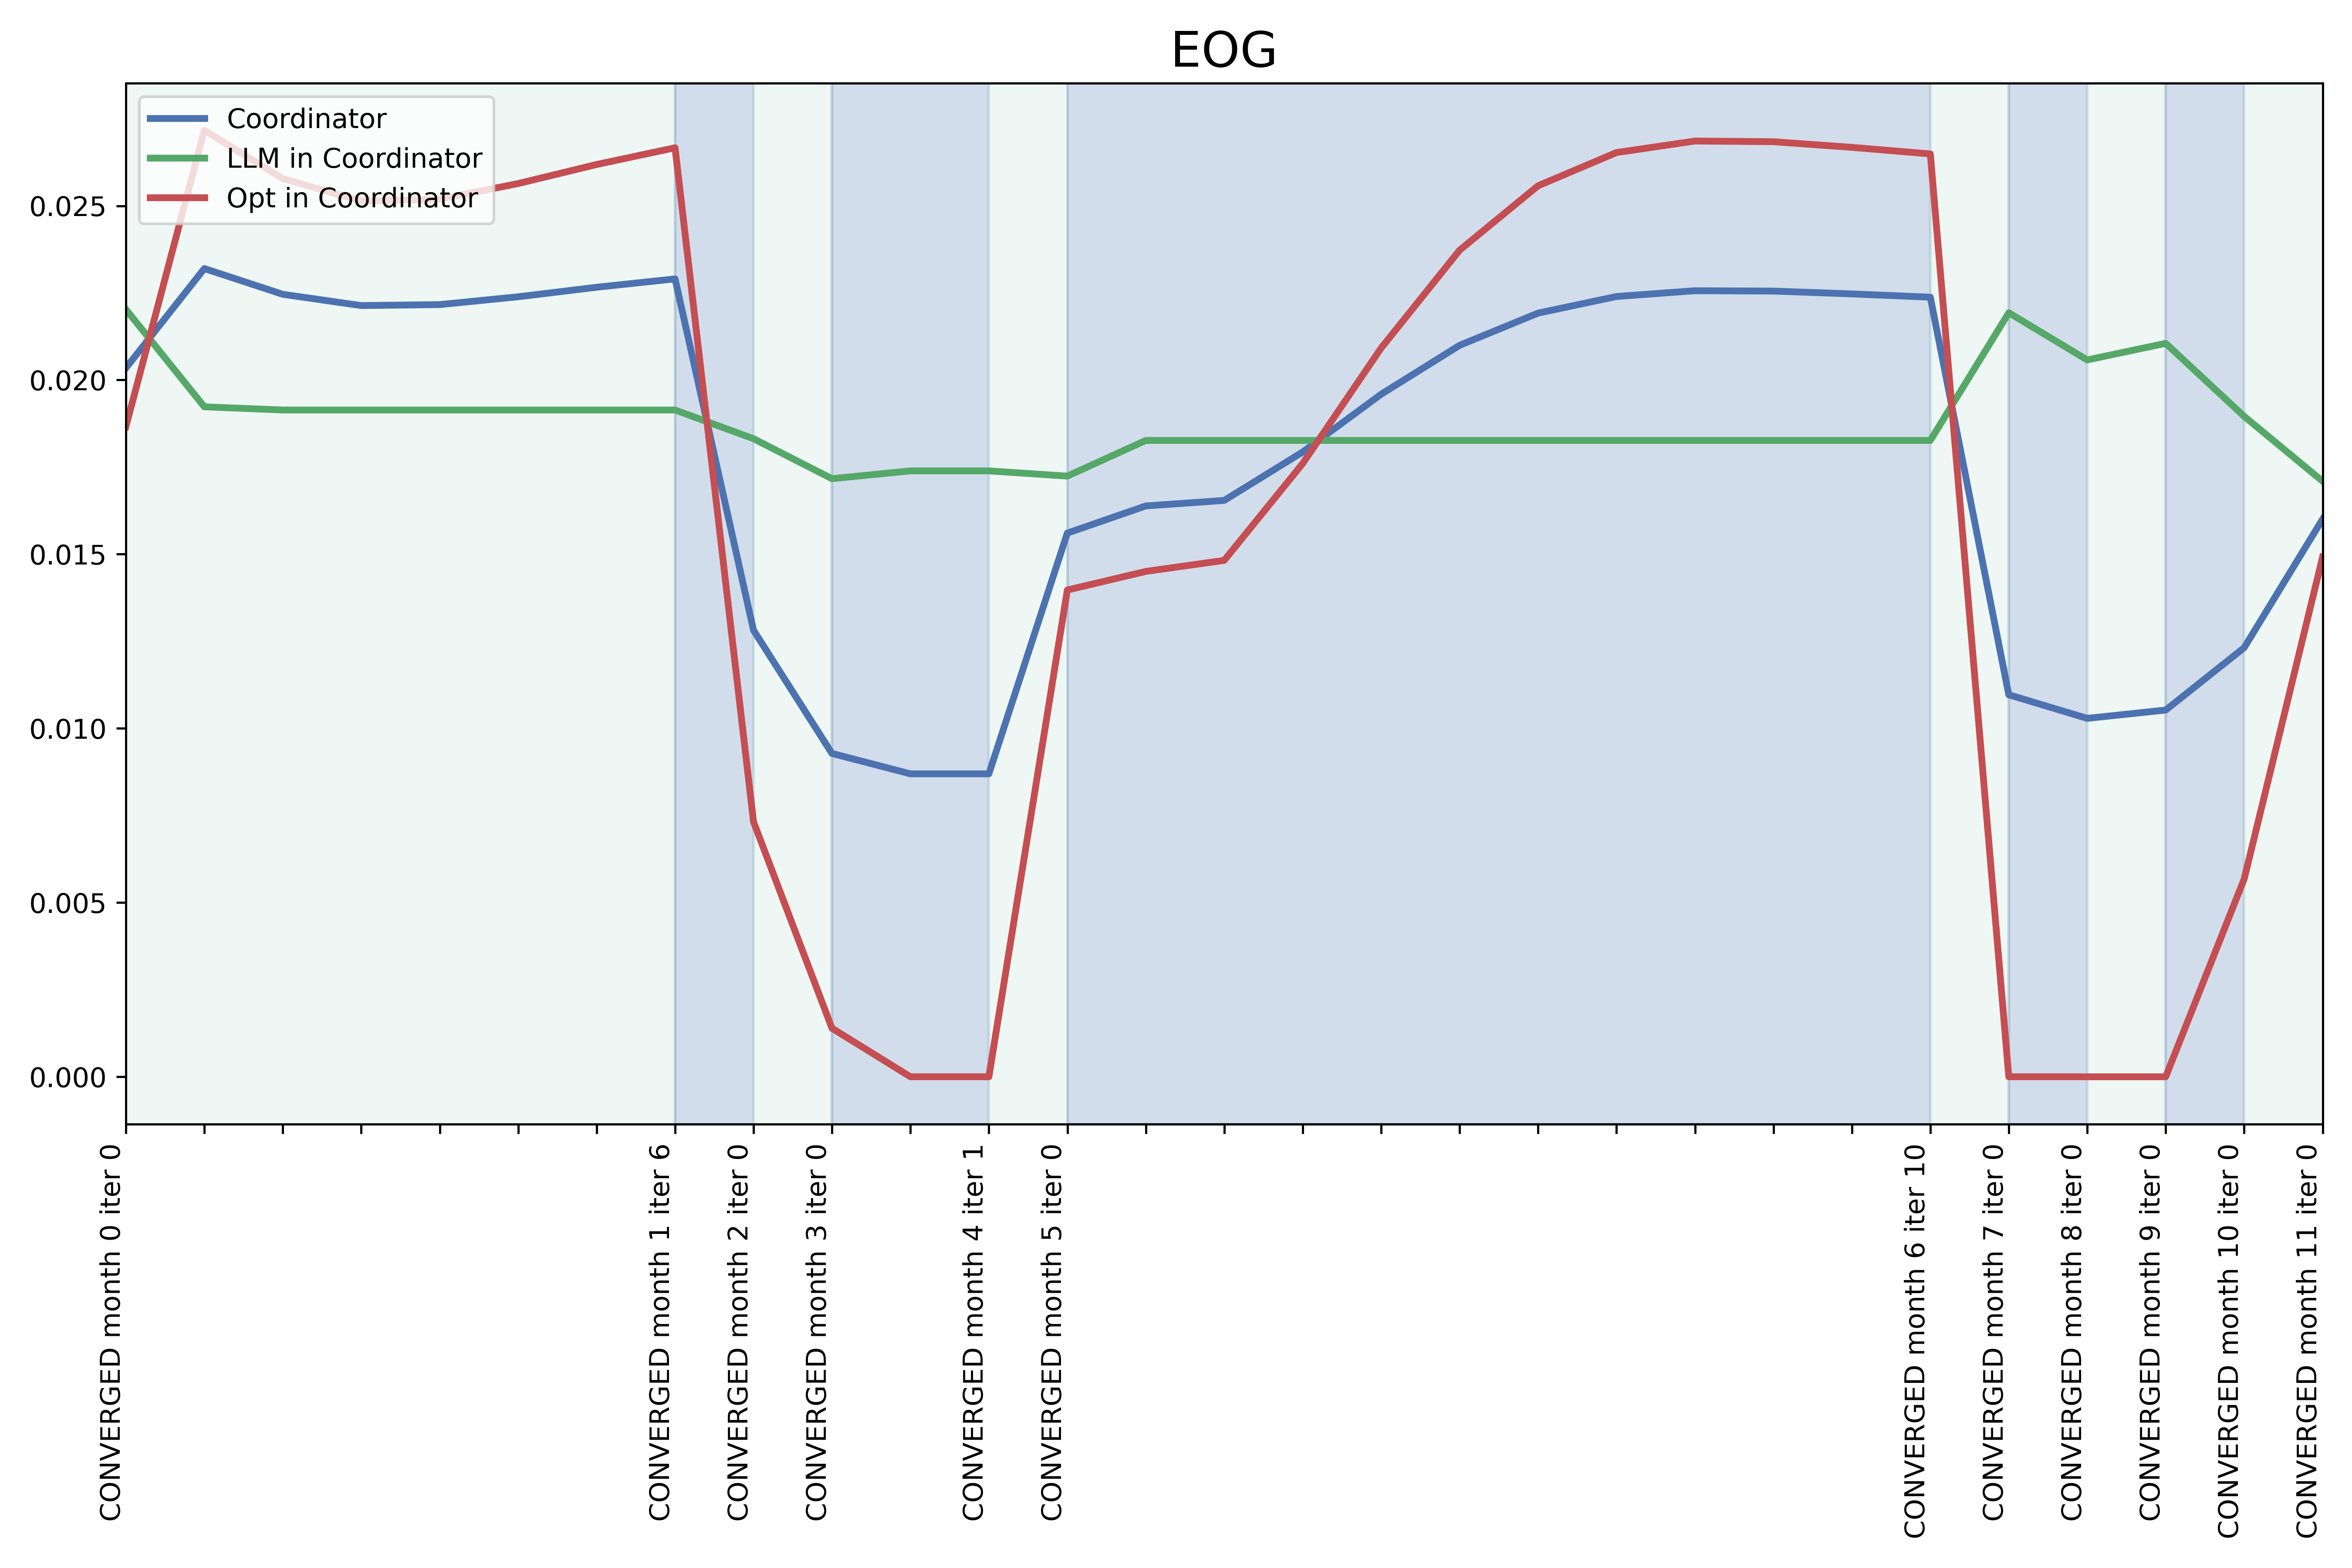 EOG
Coordinator
LLM in Coordinator
Opt in Coordinator
0.025
0.020
0.015
0.010
0.005
0.000
CONVERGED month 0 iter 0
CONVERGED month 1 iter 6
CONVERGED month 2 iter 0
CONVERGED month 3 iter 0
CONVERGED month 4 iter 1
CONVERGED month 5 iter 0
CONVERGED month 6 iter 10
CONVERGED month 7 iter 0
CONVERGED month 8 iter 0
CONVERGED month 9 iter 0
CONVERGED month 10 iter 0
CONVERGED month 11 iter 0